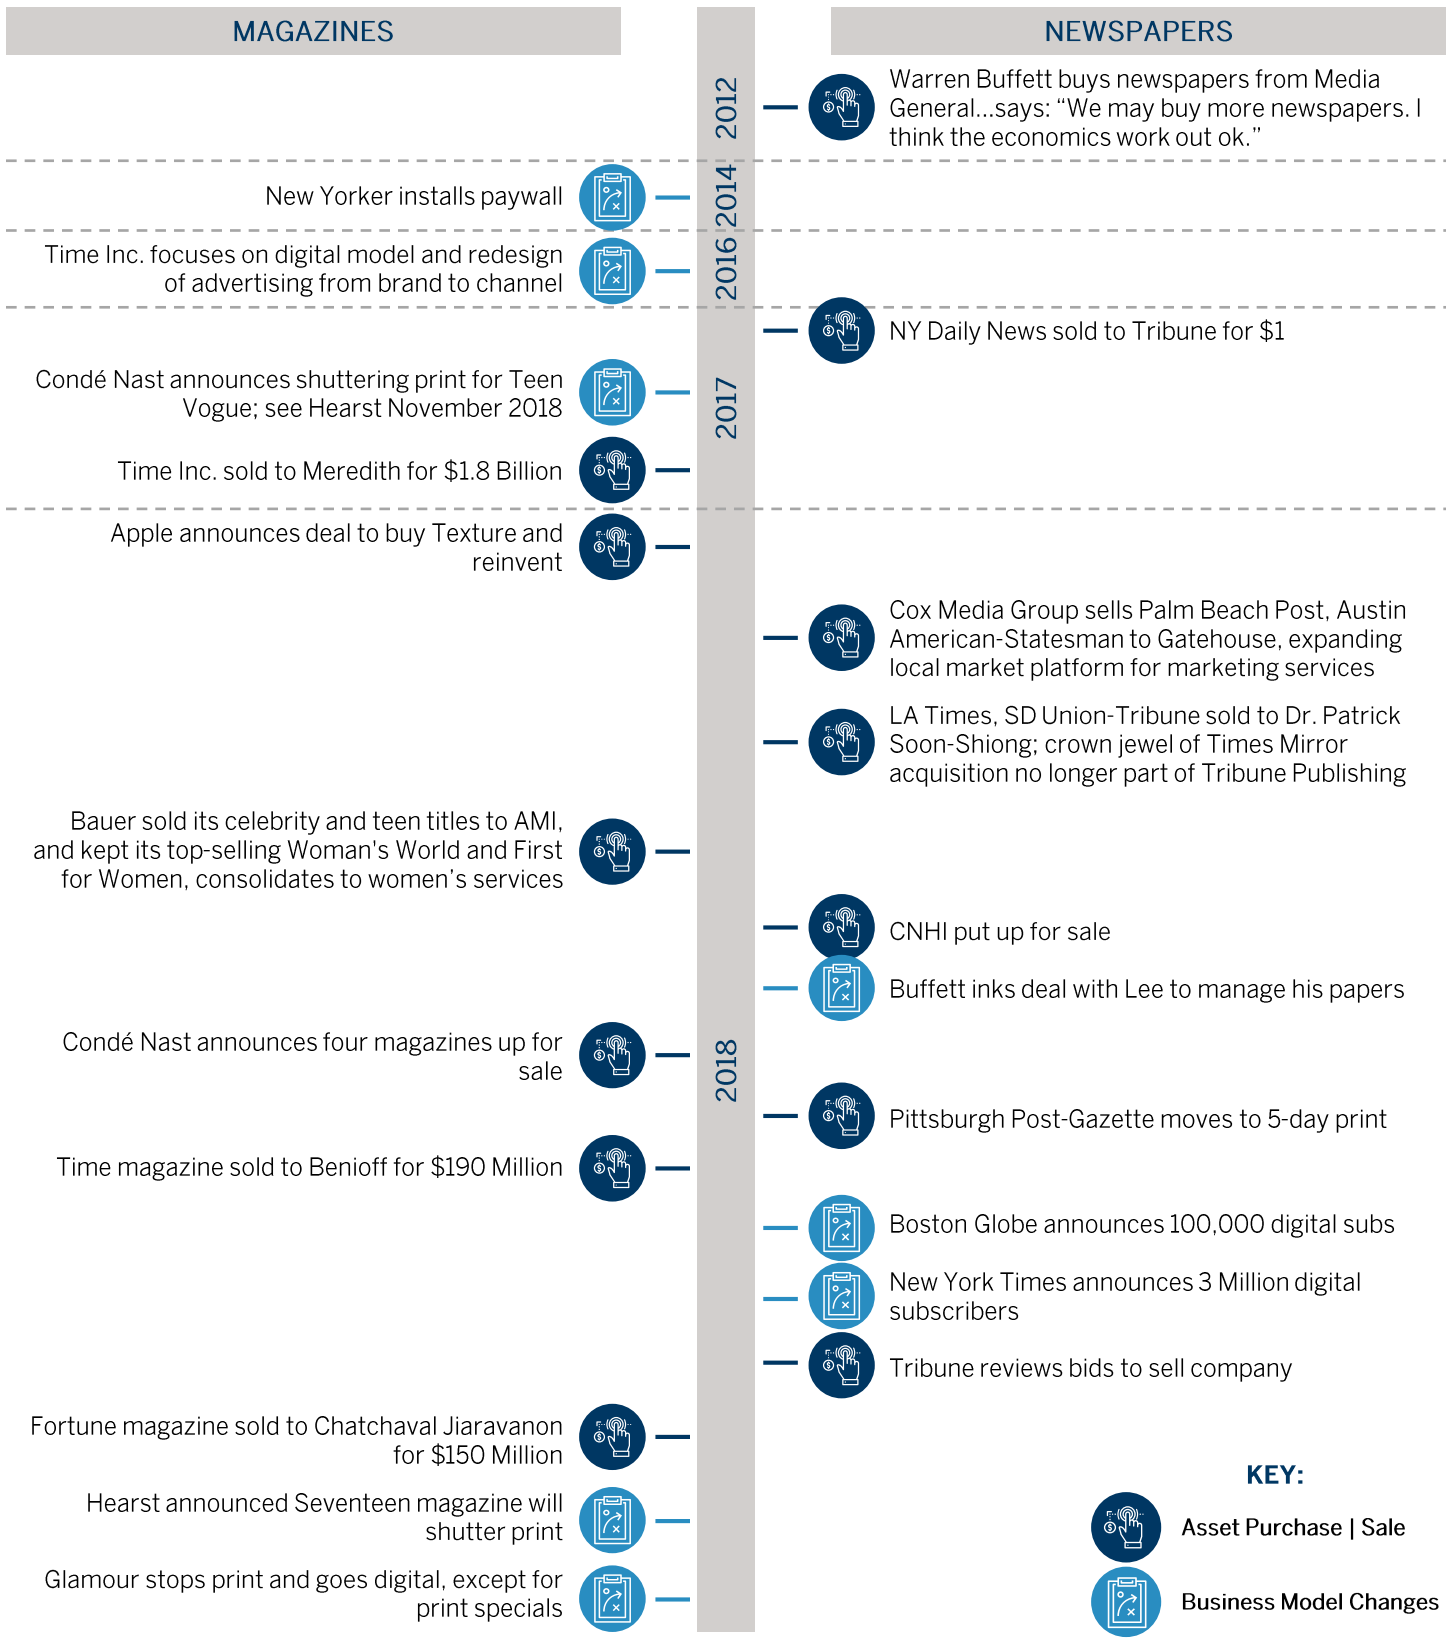 MAGAZINES
NEWSPAPERS
2012
Warren Buffett buys newspapers from Media
General...says: “We may buy more newspapers. I
think the economics work out ok.”
2014
New Yorker installs paywall
2016
Time Inc. focuses on digital model and redesign
of advertising from brand to channel
2017
NY Daily News sold to Tribune for $1
Condé Nast announces shuttering print for Teen
Vogue; see Hearst November 2018
Time Inc. sold to Meredith for $1.8 Billion
Apple announces deal to buy Texture and
reinvent
Cox Media Group sells Palm Beach Post, Austin
American-Statesman to Gatehouse, expanding
local market platform for marketing services
LA Times, SD Union-Tribune sold to Dr. Patrick
Soon-Shiong; crown jewel of Times Mirror
acquisition no longer part of Tribune Publishing
Bauer sold its celebrity and teen titles to AMI,
and kept its top-selling Woman's World and First
for Women, consolidates to women’s services
CNHI put up for sale
Buffett inks deal with Lee to manage his papers
2018
Condé Nast announces four magazines up for
sale
Pittsburgh Post-Gazette moves to 5-day print
Time magazine sold to Benioff for $190 Million
Boston Globe announces 100,000 digital subs
New York Times announces 3 Million digital
subscribers
Tribune reviews bids to sell company
Fortune magazine sold to Chatchaval Jiaravanon
for $150 Million
Hearst announced Seventeen magazine will
shutter print
Glamour stops print and goes digital, except for
print specials
KEY:
Asset Purchase | Sale
Business Model Changes